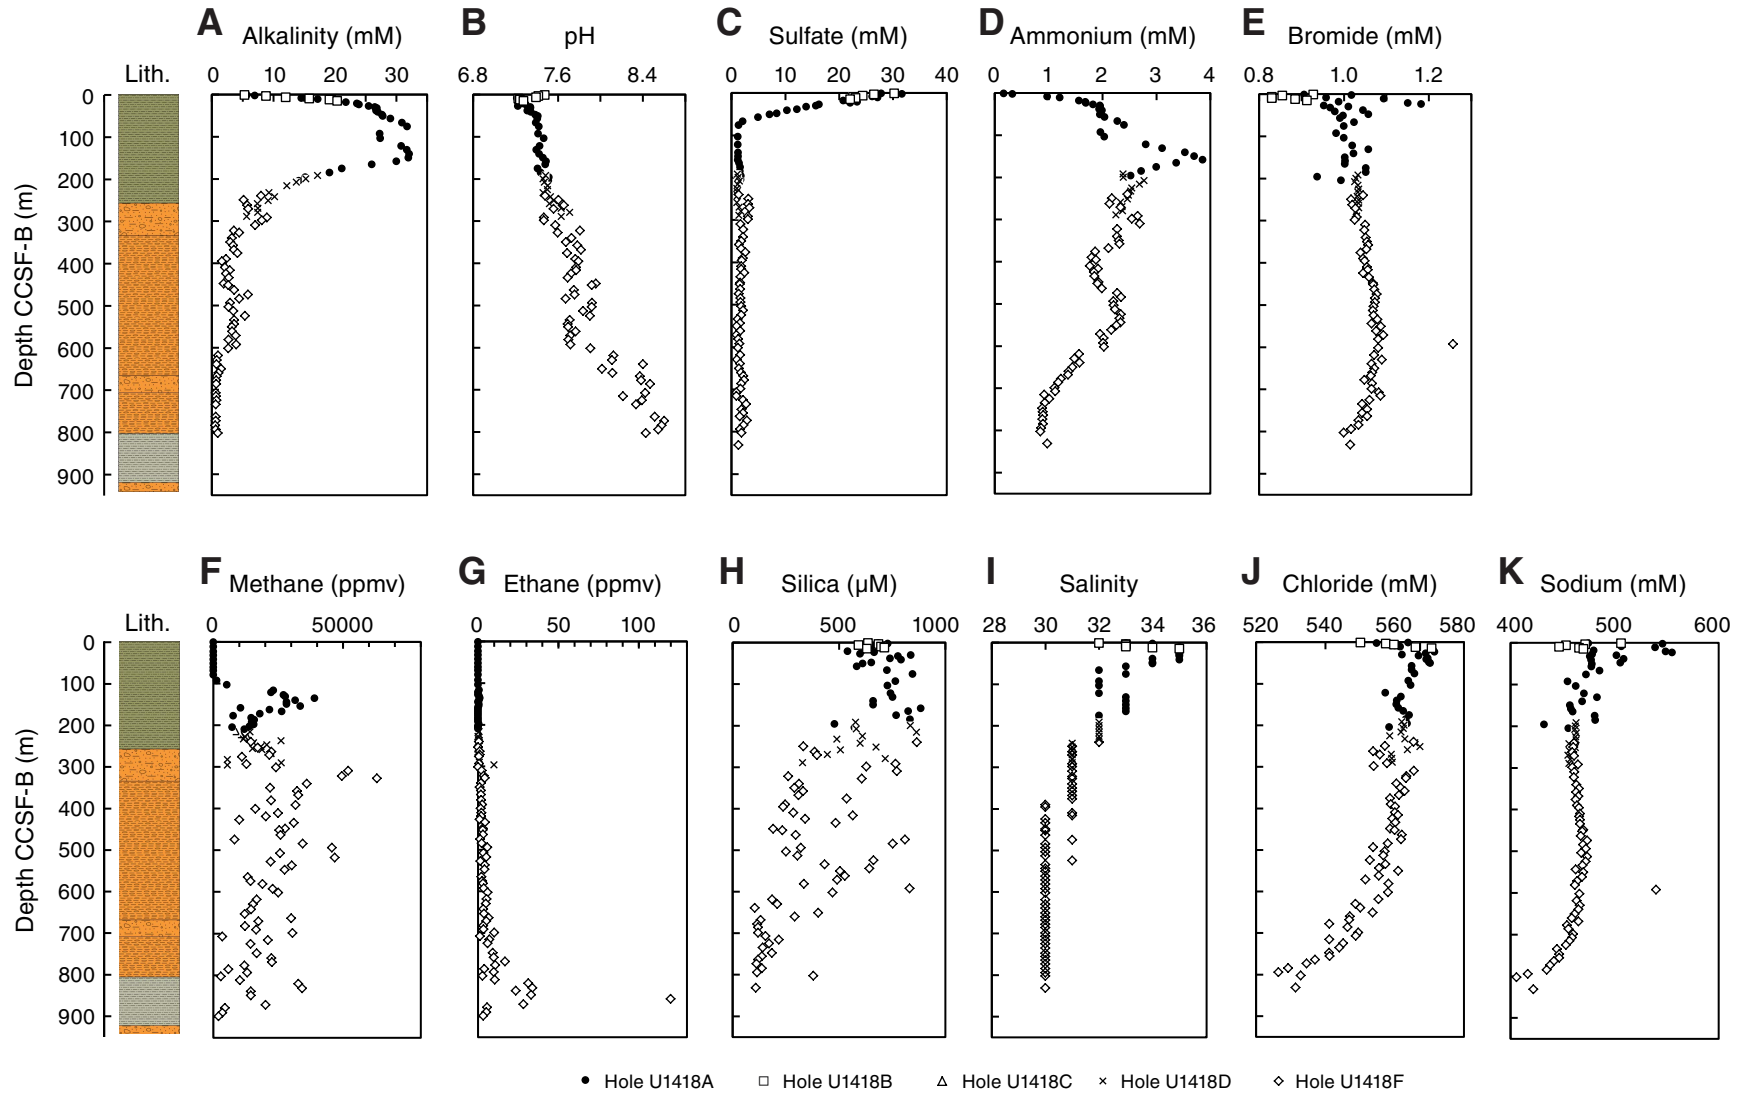 A Alkalinity (mM)
B pH
C Sulfate (mM)
D Ammonium (mM)
E Bromide (mM)
Lith.
0 10 20 30
6.8 7.6 8.4
0 10 20 30 40
0 1 2 3 4
0.8 1.0 1.2
Depth CCSF-B (m)
0
100
200
300
400
500
600
700
800
900
F Methane (ppmv)
G Ethane (ppmv)
H Silica (µM)
I Salinity
J Chloride (mM)
K Sodium (mM)
Lith.
0 50000
0 50 100
0 500 1000
28 30 32 34 36
520 540 560 580
400 500 600
Depth CCSF-B (m)
0
100
200
300
400
500
600
700
800
900
Hole U1418A Hole U1418B Hole U1418C Hole U1418D Hole U1418F